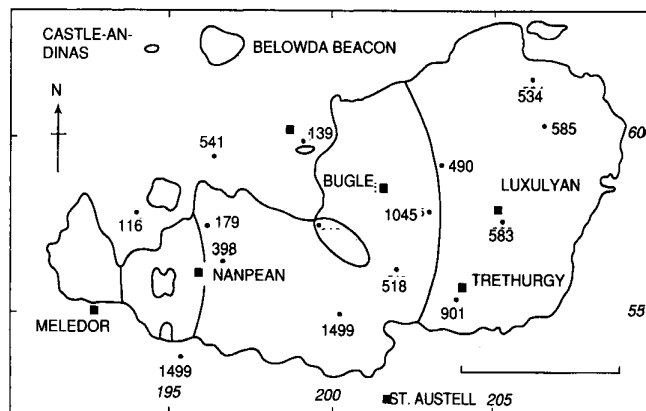 CASTLE-AN-
DINAS
BELOWDA BEACON
N
534
139
585
60
541
490
BUGLE
LUXULYAN
116
179
1045
583
398
NANPEAN
518
TRETHURGY
MELEDOR
1499
901
55
1499
195
200
ST. AUSTELL
205